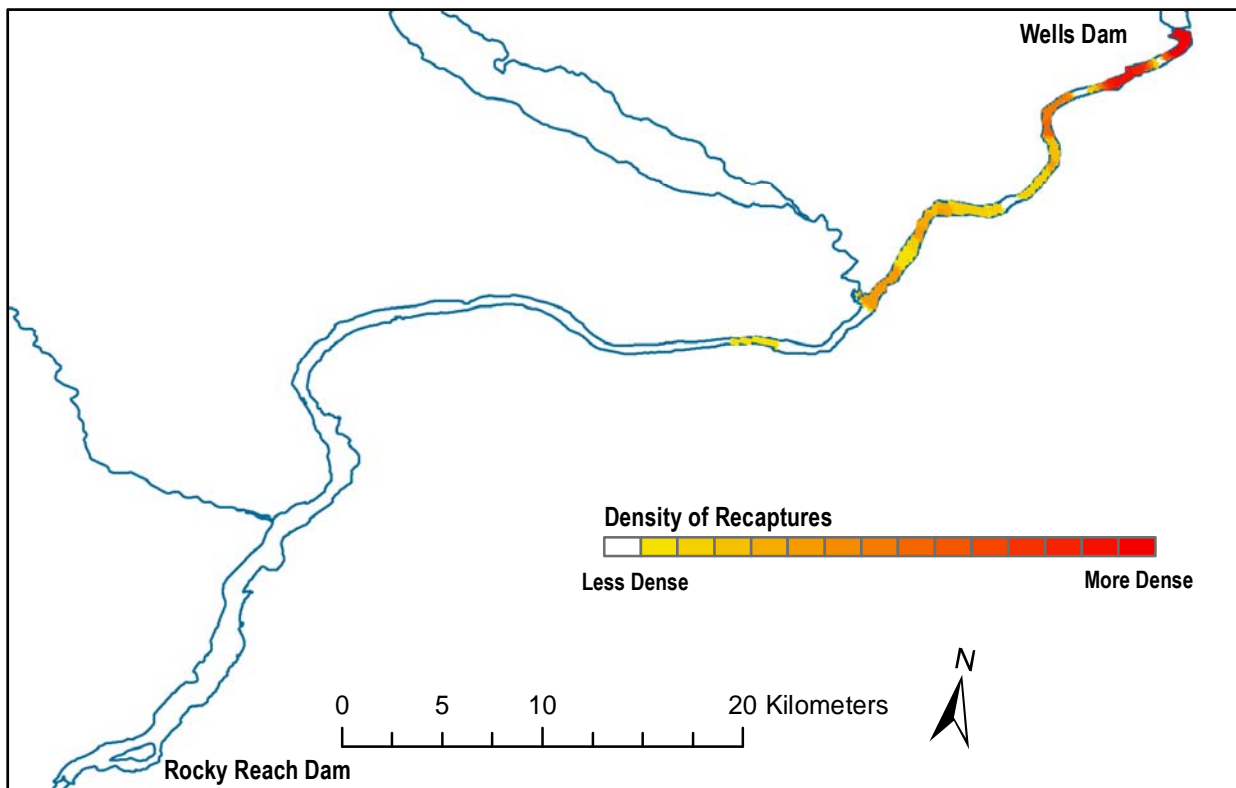 Wells Dam
Density of Recaptures
Less Dense
More Dense
N
0 5 10 20 Kilometers
Rocky Reach Dam